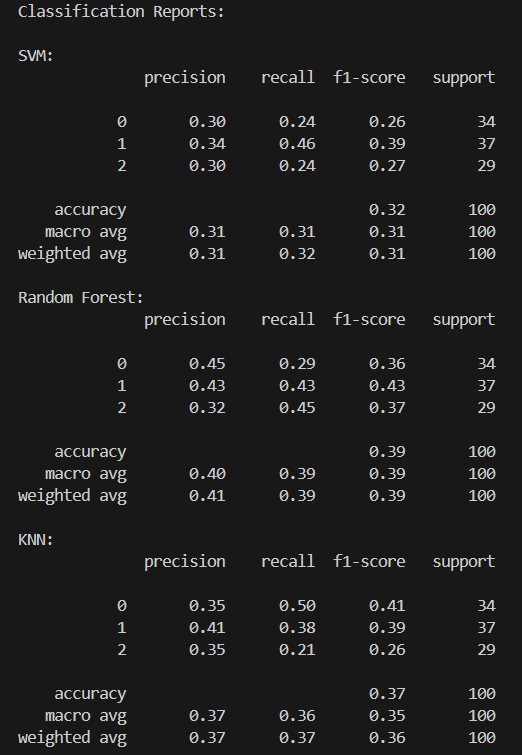 Classification Reports:
SVM:
precision recall f1-score support
0 0.30 0.24 0.26 34
1 0.34 0.46 0.39 37
2 0.30 0.24 0.27 29
accuracy 0.32 100
macro avg 0.31 0.31 0.31 100
weighted avg 0.31 0.32 0.31 100
Random Forest:
precision recall f1-score support
0 0.45 0.29 0.36 34
1 0.43 0.43 0.43 37
2 0.32 0.45 0.37 29
accuracy 0.39 100
macro avg 0.40 0.39 0.39 100
weighted avg 0.41 0.39 0.39 100
KNN:
precision recall f1-score support
0 0.35 0.50 0.41 34
1 0.41 0.38 0.39 37
2 0.35 0.21 0.26 29
accuracy 0.37 100
macro avg 0.37 0.36 0.35 100
weighted avg 0.37 0.37 0.36 100